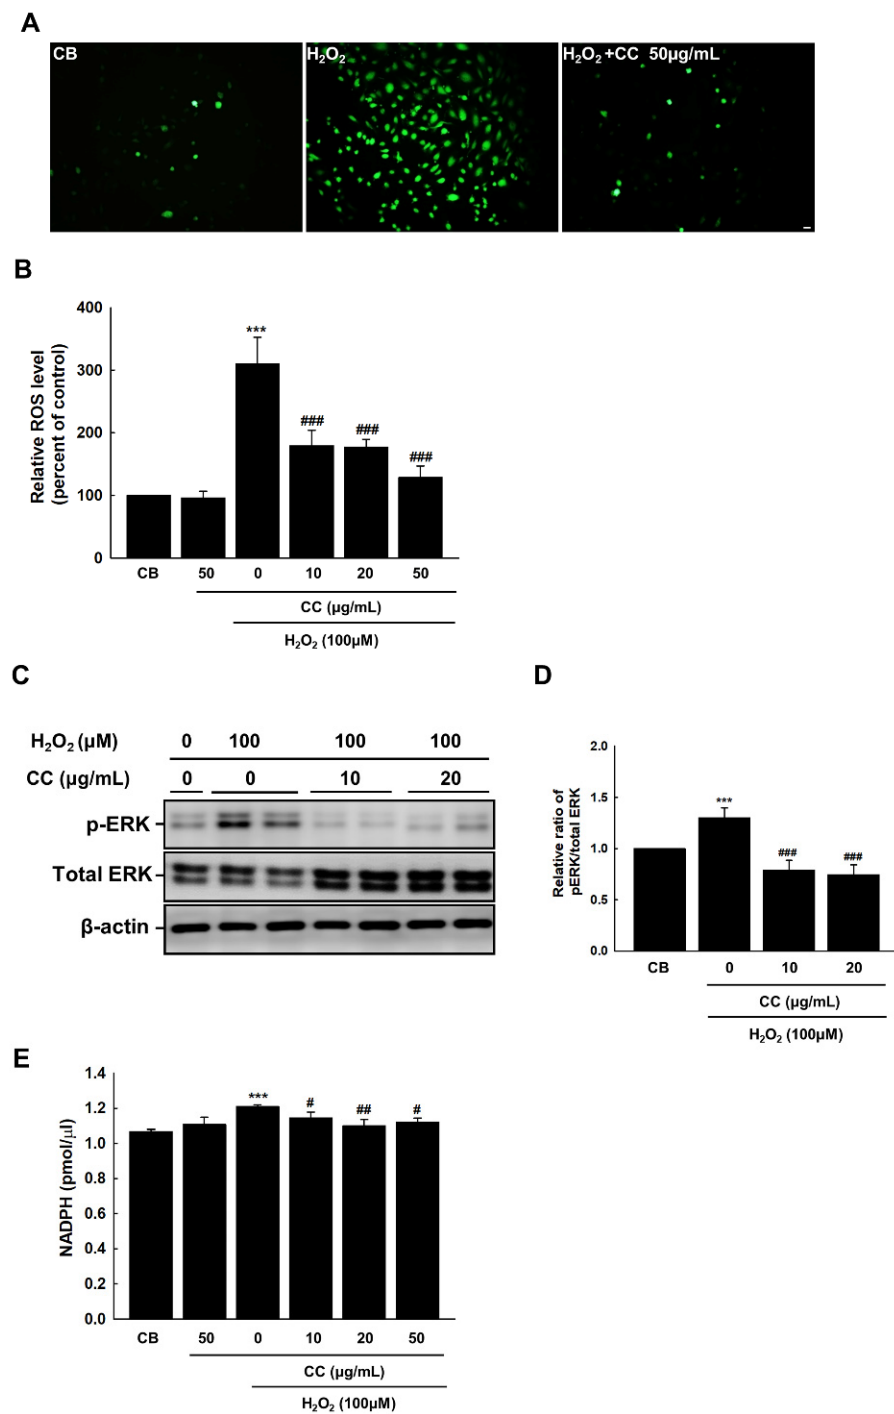 A
CB
H₂O₂
H₂O₂ +CC 50µg/mL
B
Relative ROS level
(percent of control)
400
300
200
100
0
***
###
###
###
CB 50 0 10 20 50
CC (µg/mL)
H₂O₂ (100µM)
C
H₂O₂ (µM) 0 100 100 100
CC (µg/mL) 0 0 10 20
p-ERK
Total ERK
β-actin
D
Relative ratio of
pERK/total ERK
2.0
1.5
1.0
0.5
0.0
***
###
###
CB 0 10 20
CC (µg/mL)
H₂O₂ (100µM)
E
NADPH (pmol/µl)
1.4
1.2
1.0
0.8
0.6
0.4
0.2
0.0
***
#
##
#
CB 50 0 10 20 50
CC (µg/mL)
H₂O₂ (100µM)